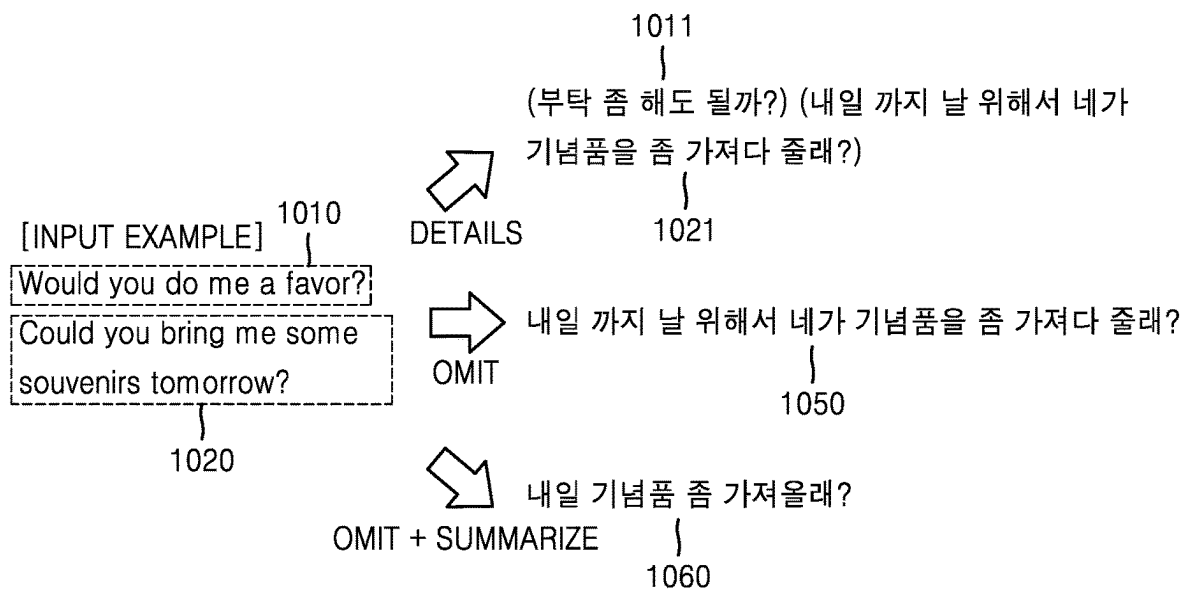 1011
(부탁 좀 해도 될까?) (내일 까지 날 위해서 네가
기념품을 좀 가져다 줄래?)
1021
DETAILS
1010
[INPUT EXAMPLE]
Would you do me a favor?
Could you bring me some
souvenirs tomorrow?
1020
OMIT
내일 까지 날 위해서 네가 기념품을 좀 가져다 줄래?
1050
OMIT + SUMMARIZE
내일 기념품 좀 가져올래?
1060